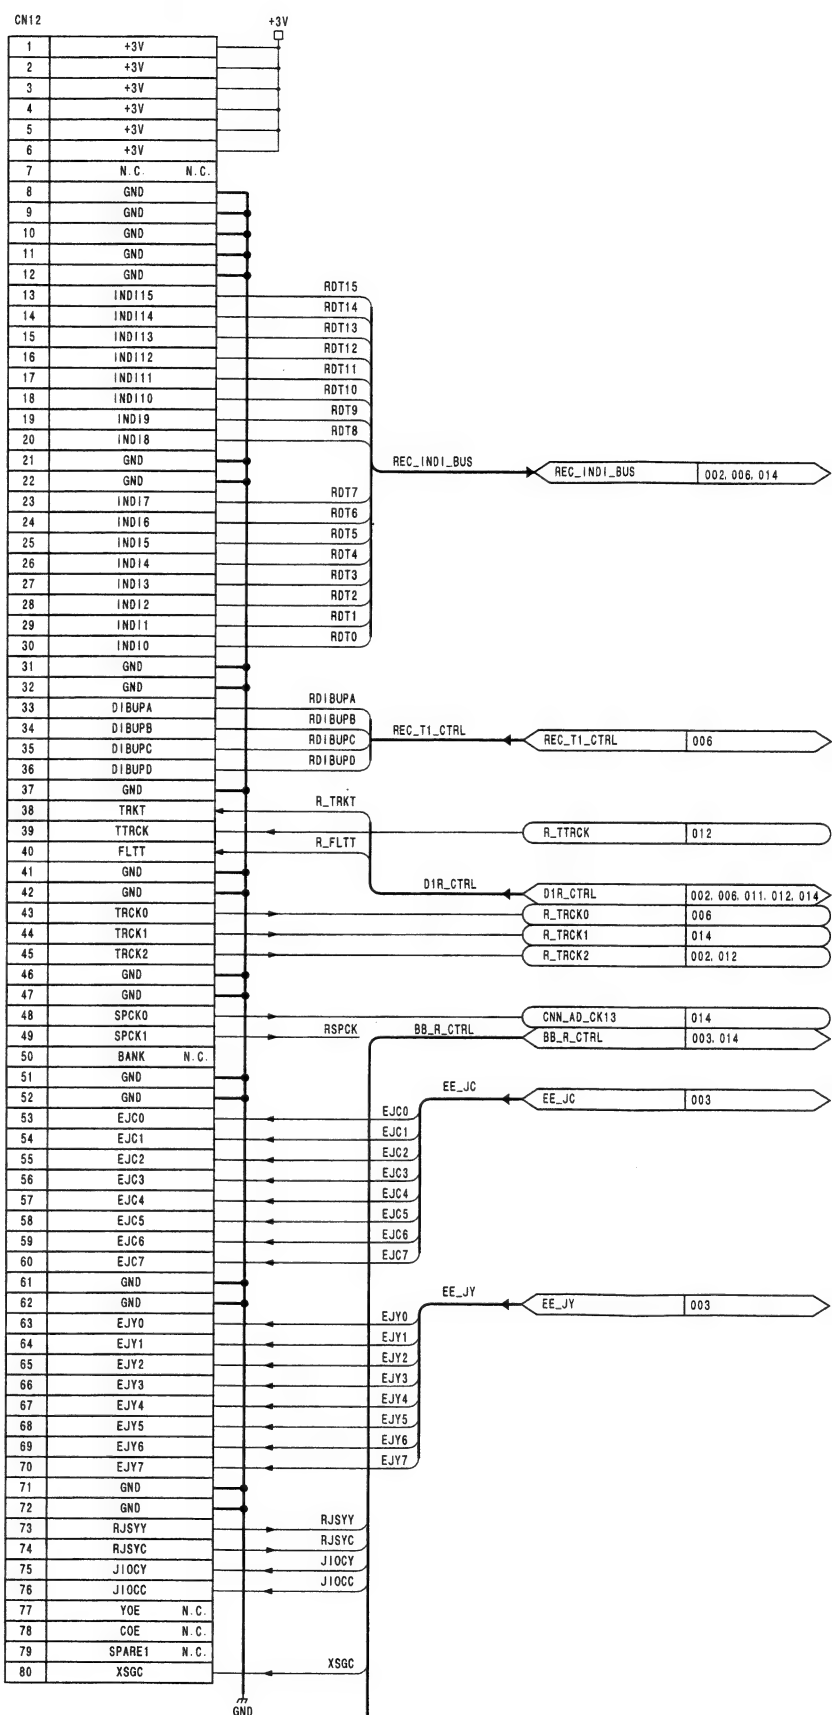 CN12 +3V
1 +3V
2 +3V
3 +3V
4 +3V
5 +3V
6 +3V
7 N.C. N.C.
8 GND
9 GND
10 GND
11 GND
12 GND
13 INDI15 RDT15
14 INDI14 RDT14
15 INDI13 RDT13
16 INDI12 RDT12
17 INDI11 RDT11
18 INDI10 RDT10
19 INDI9 RDT9
20 INDI8 RDT8
21 GND REC_INDI_BUS REC_INDI_BUS 002,006,014
22 GND
23 INDI7 RDT7
24 INDI6 RDT6
25 INDI5 RDT5
26 INDI4 RDT4
27 INDI3 RDT3
28 INDI2 RDT2
29 INDI1 RDT1
30 INDI0 RDT0
31 GND
32 GND
33 DIBUPA RDIBUPA
34 DIBUPB RDIBUPB REC_T1_CTRL REC_T1_CTRL 006
35 DIBUPC RDIBUPC
36 DIBUPD RDIBUPD
37 GND
38 TRKT R_TRKT
39 TTRCK R_TTRCK 012
40 FLTT R_FLTT
41 GND
42 GND D1R_CTRL D1R_CTRL 002,006,011,012,014
43 TRCK0 R_TRCK0 006
44 TRCK1 R_TRCK1 014
45 TRCK2 R_TRCK2 002,012
46 GND
47 GND
48 SPCK0 CNN_AD_CK13 014
49 SPCK1 RSPCK BB_R_CTRL BB_R_CTRL 003,014
50 BANK N.C.
51 GND
52 GND EE_JC EE_JC 003
53 EJC0 EJC0
54 EJC1 EJC1
55 EJC2 EJC2
56 EJC3 EJC3
57 EJC4 EJC4
58 EJC5 EJC5
59 EJC6 EJC6
60 EJC7 EJC7
61 GND
62 GND EE_JY EE_JY 003
63 EJY0 EJY0
64 EJY1 EJY1
65 EJY2 EJY2
66 EJY3 EJY3
67 EJY4 EJY4
68 EJY5 EJY5
69 EJY6 EJY6
70 EJY7 EJY7
71 GND
72 GND
73 RJSYY RJSYY
74 RJSYC RJSYC
75 JIOCY JIOCY
76 JIOCC JIOCC
77 YOE N.C.
78 COE N.C.
79 SPARE1 N.C.
80 XSGC XSGC
GND